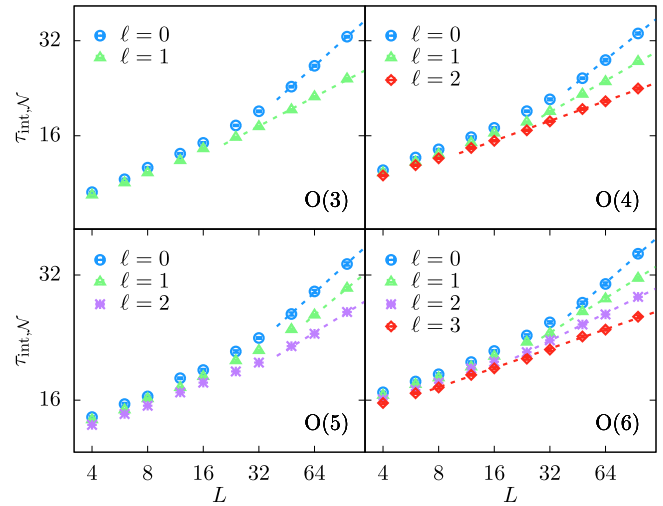 32
16
τint,𝒩
ℓ = 0
ℓ = 1
O(3)
ℓ = 0
ℓ = 1
ℓ = 2
O(4)
32
16
τint,𝒩
ℓ = 0
ℓ = 1
ℓ = 2
O(5)
ℓ = 0
ℓ = 1
ℓ = 2
ℓ = 3
O(6)
4 8 16 32 64 4 8 16 32 64
L L